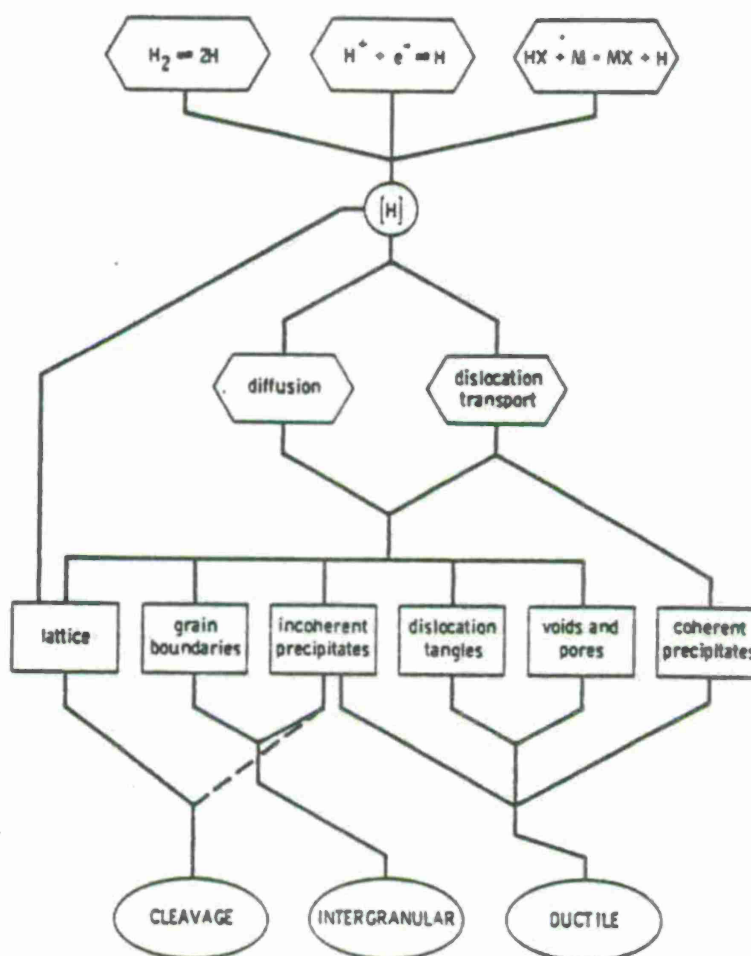 H₂ = 2H
H⁺ + e⁻ = H
HX + M = MX + H
[H]
diffusion
dislocation
transport
lattice
grain
boundaries
incoherent
precipitates
dislocation
tangles
voids and
pores
coherent
precipitates
CLEAVAGE
INTERGRANULAR
DUCTILE